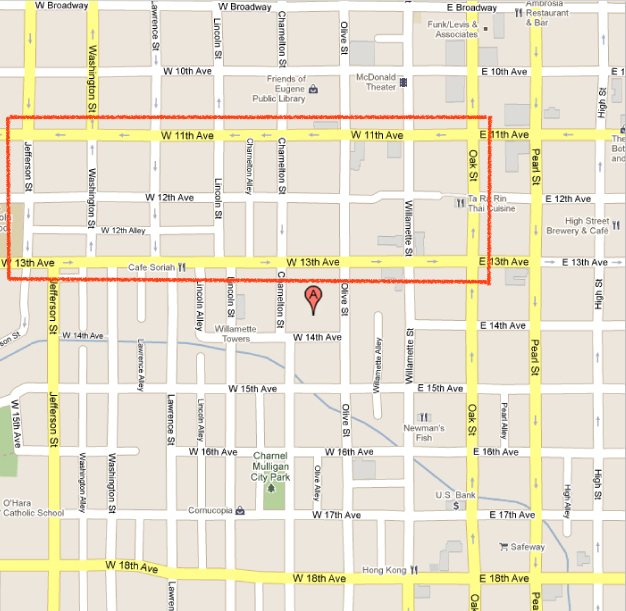 W Broadway
W Broadway
E Broadway
Ambrosia
Restaurant
& Bar
Funk/Levis &
Associates
Lawrence St
Lincoln St
Charnelton St
Olive St
Washington St
W 10th Ave
E 10th Ave
E 1
Friends of
Eugene
Public Library
McDonald
Theater
High St
W 11th Ave
W 11th Ave
E 11th Ave
The
Bot
and
Jefferson St
Washington St
Lincoln St
Charnelton Alley
Charnelton St
Oak St
Pearl St
W 12th Ave
E 12th Ave
Ta Ra Rin
Thai Cuisine
Willamette St
High Street
Brewery & Café
W 12th Alley
W 13th Ave
Cafe Soriah
W 13th Ave
E 13th Ave
E 13th Ave
Jefferson St
Lincoln Alley
Lincoln St
Charnelton St
A
Olive St
High St
son St
W 14th Ave
Willamette
Towers
W 14th Ave
E 14th Ave
Lawrence Alley
Willamette Alley
Willamette St
Pearl St
W 15th Ave
E 15th Ave
W 15th Ave
Jefferson St
Lawrence St
Lincoln Alley
Olive St
Oak St
Pearl Alley
Newman's
Fish
W 16th Ave
W 16th Ave
E 16th Ave
Charnel
Mulligan
City Park
Washington Alley
Washington St
Olive Alley
High Alley
High St
U.S. Bank
$
O'Hara
Catholic School
Cornucopia
W 17th Ave
E 17th Ave
Safeway
W 18th Ave
Hong Kong
W 18th Ave
E 18th Ave
Law
Oak
Pea